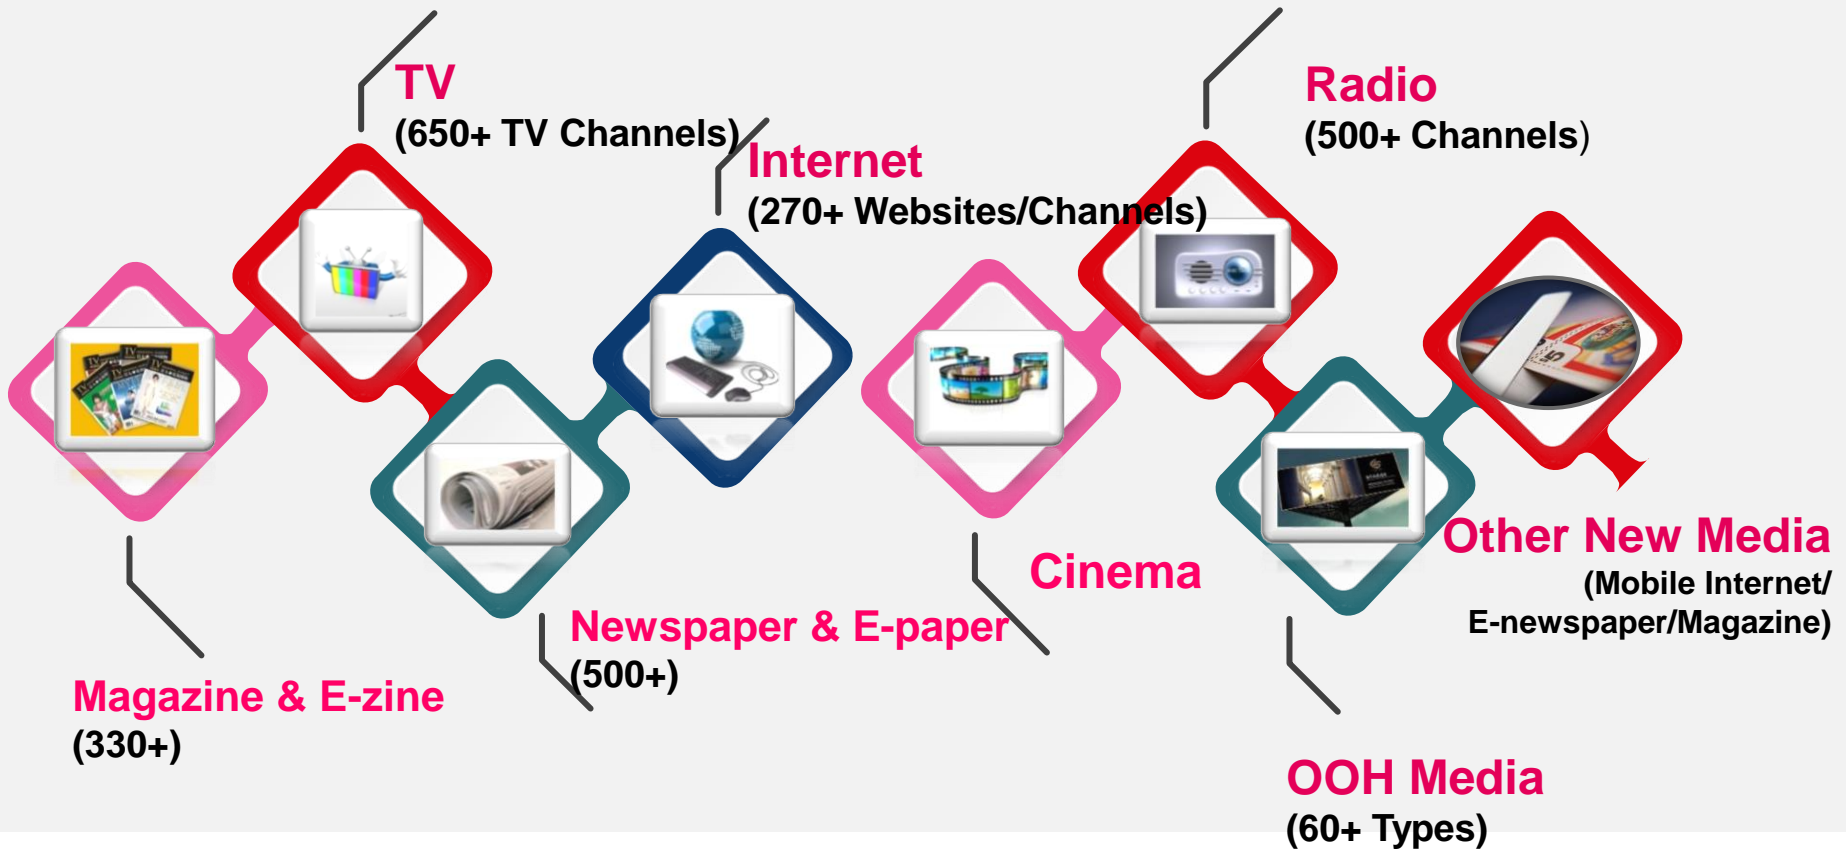 TV
(650+ TV Channels)
Internet
(270+ Websites/Channels)
Radio
(500+ Channels)
Magazine & E-zine
(330+)
Newspaper & E-paper
(500+)
Cinema
OOH Media
(60+ Types)
Other New Media
(Mobile Internet/
E-newspaper/Magazine)